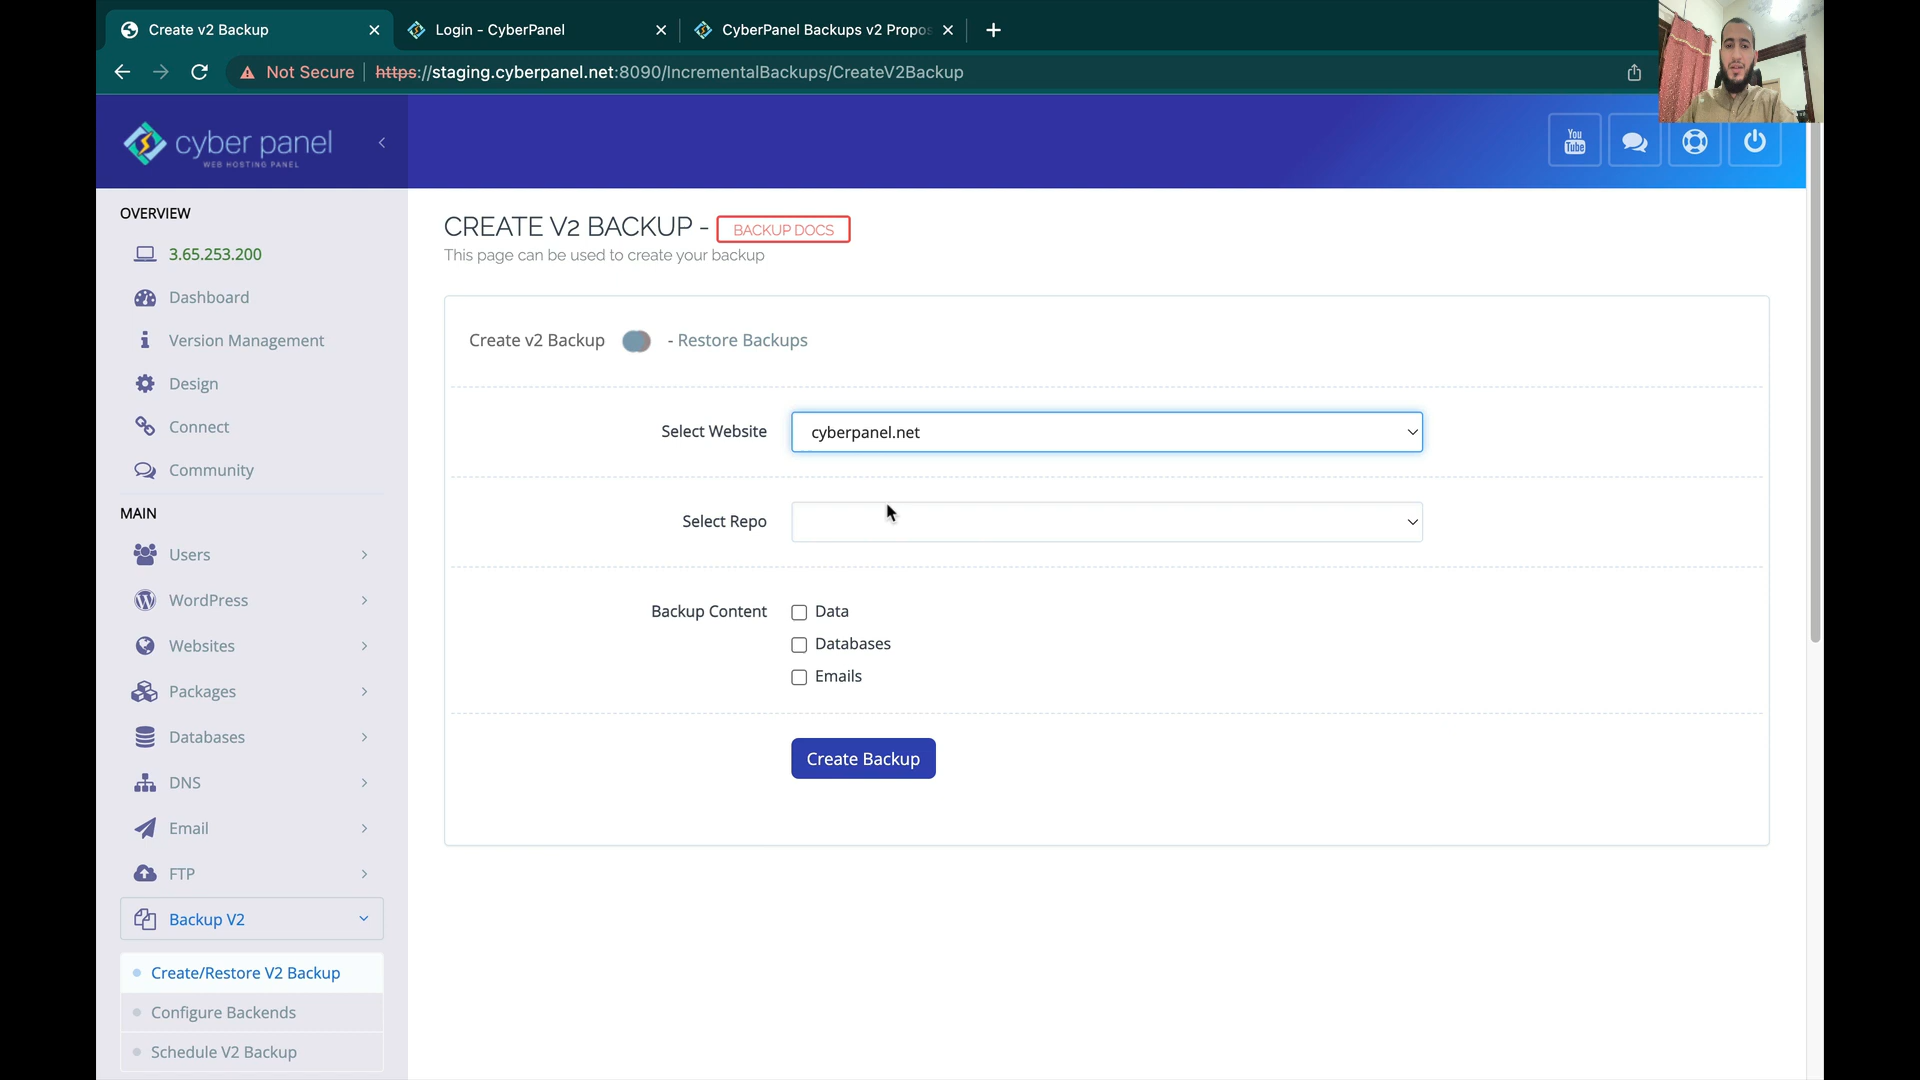 Create v2 Backup
Login - CyberPanel
CyberPanel Backups v2 Propos
Not Secure
https://staging.cyberpanel.net:8090/IncrementalBackups/CreateV2Backup
cyber panel
WEB HOSTING PANEL
You
Tube
OVERVIEW
3.65.253.200
Dashboard
Version Management
Design
Connect
Community
MAIN
Users
WordPress
Websites
Packages
Databases
DNS
Email
FTP
Backup V2
Create/Restore V2 Backup
Configure Backends
Schedule V2 Backup
CREATE V2 BACKUP - BACKUP DOCS
This page can be used to create your backup
Create v2 Backup - Restore Backups
Select Website cyberpanel.net
Select Repo
Backup Content Data
Databases
Emails
Create Backup